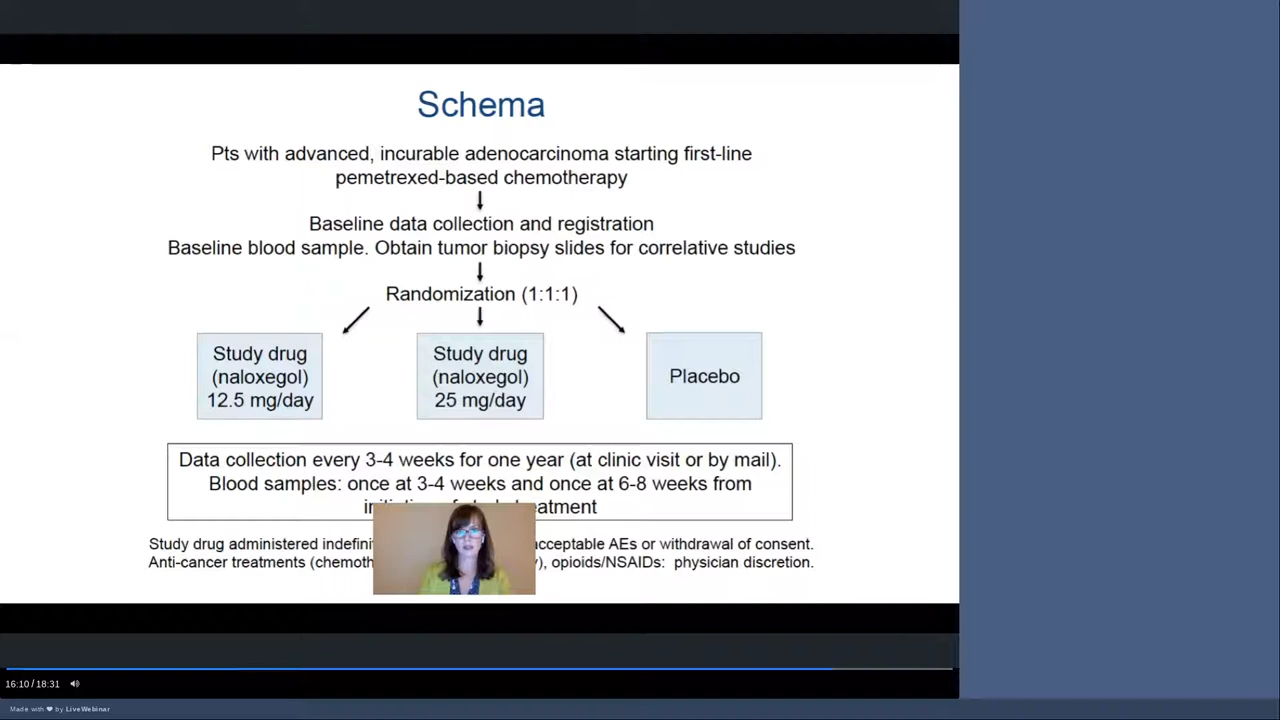 Schema
Pts with advanced, incurable adenocarcinoma starting first-line
pemetrexed-based chemotherapy
Baseline data collection and registration
Baseline blood sample. Obtain tumor biopsy slides for correlative studies
Randomization (1:1:1)
Study drug
(naloxegol)
12.5 mg/day
Study drug
(naloxegol)
25 mg/day
Placebo
Data collection every 3-4 weeks for one year (at clinic visit or by mail).
Blood samples: once at 3-4 weeks and once at 6-8 weeks from
Study drug administered acceptable AEs or withdrawal of consent.
Anti-cancer treatments opioids/NSAIDs: physician discretion.
16:10 / 18:31
Made with ❤ by LiveWebinar